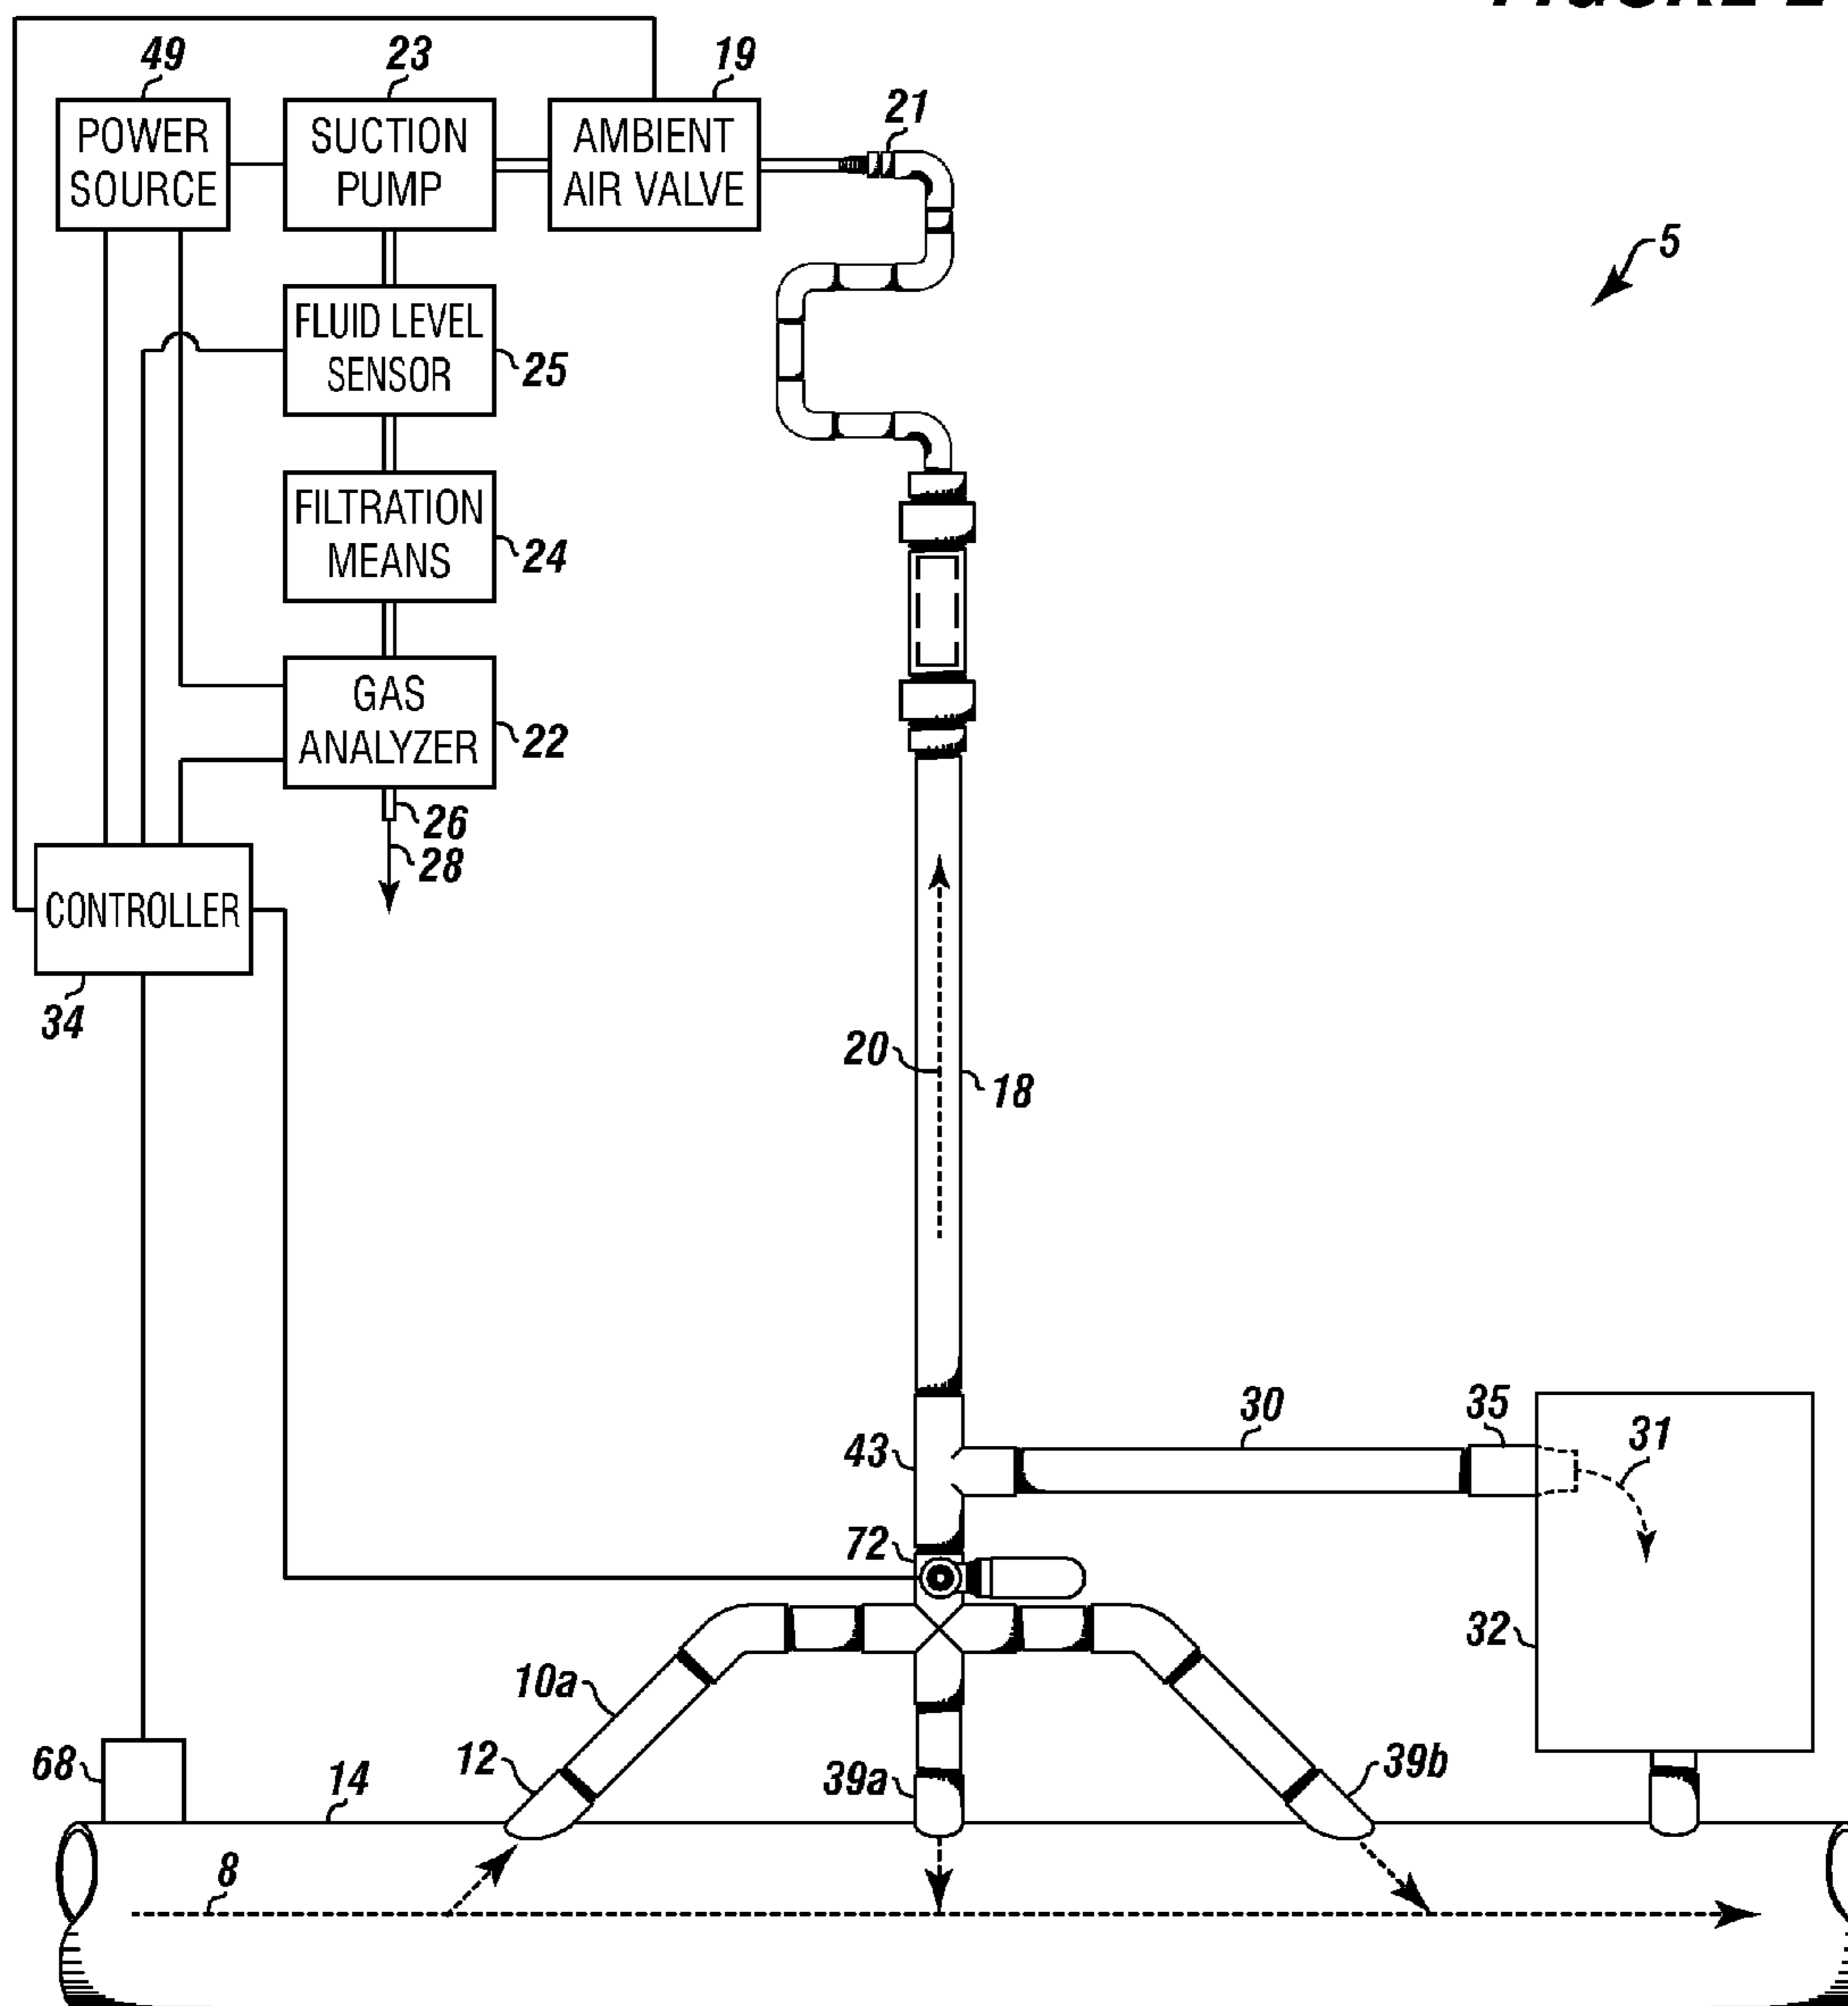 49
23
19
21
POWER
SOURCE
SUCTION
PUMP
AMBIENT
AIR VALVE
5
FLUID LEVEL
SENSOR
25
FILTRATION
MEANS
24
GAS
ANALYZER
22
26
28
CONTROLLER
34
20
18
30
35
31
43
72
32
10a
12
39a
39b
68
14
8